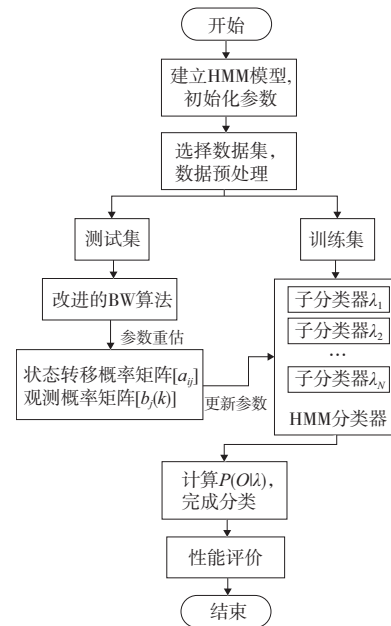 开始
建立HMM模型,
初始化参数
选择数据集,
数据预处理
测试集
训练集
改进的BW算法
子分类器λ₁
子分类器λ₂
…
子分类器λ_N
HMM分类器
参数重估
状态转移概率矩阵[a_ij]
观测概率矩阵[b_j(k)]
更新参数
计算P(O|λ),
完成分类
性能评价
结束